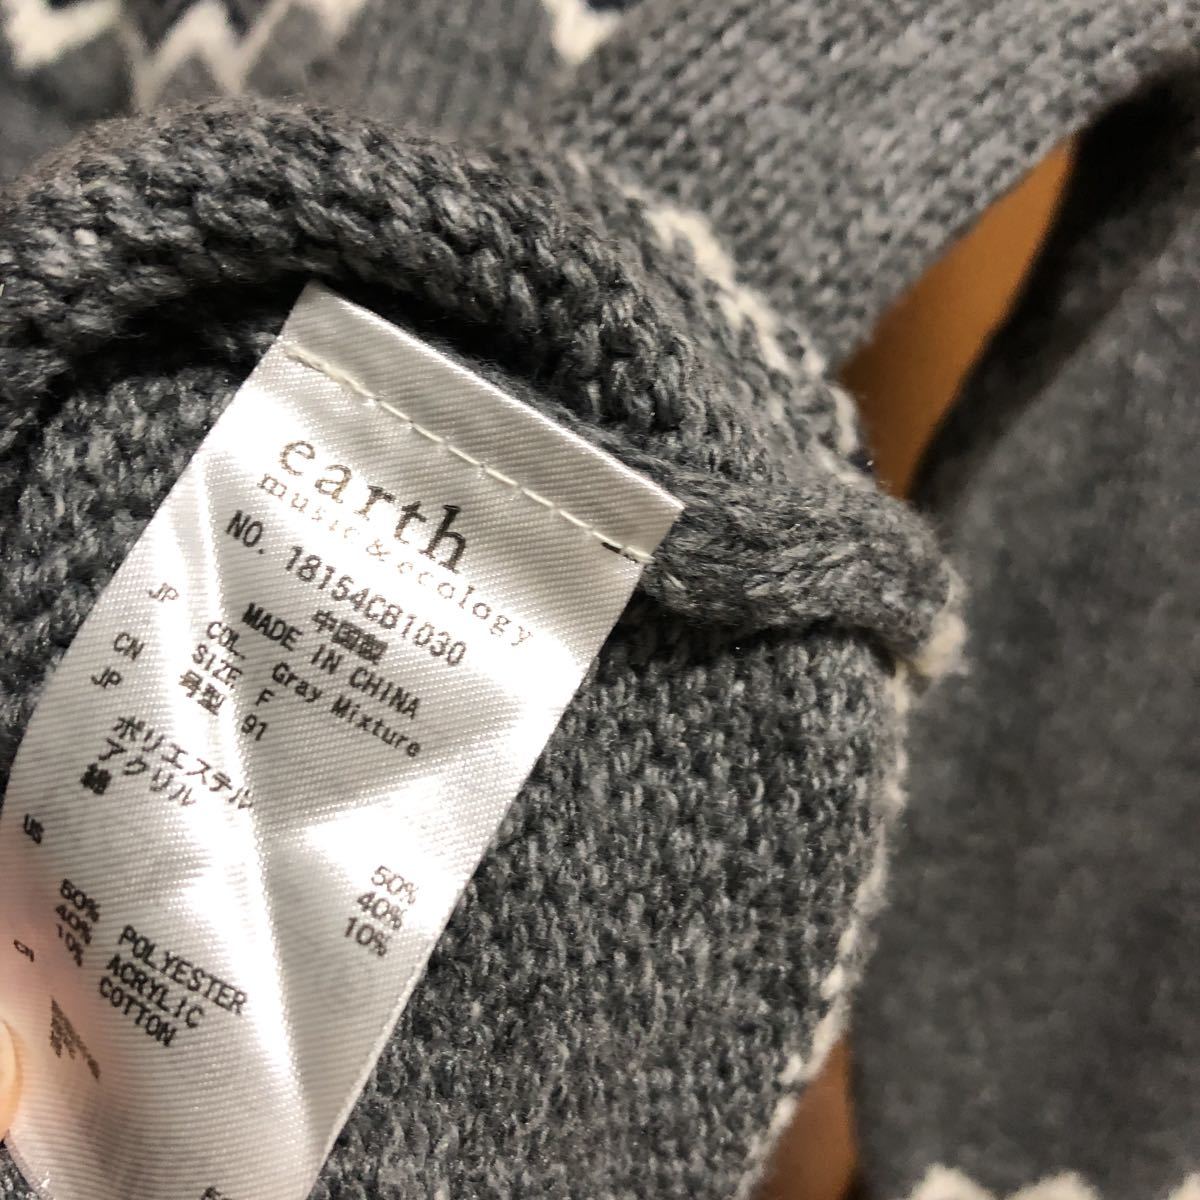 earth
music & ecology
NO. 18154CB1030
JP MADE IN CHINA
中国製
COL. Gray Mixture
CN SIZE F
JP 号型 91
ポリエステル 50%
アクリル 40%
綿 10%
US
50% POLYESTER
40% ACRYLIC
10% COTTON
CN